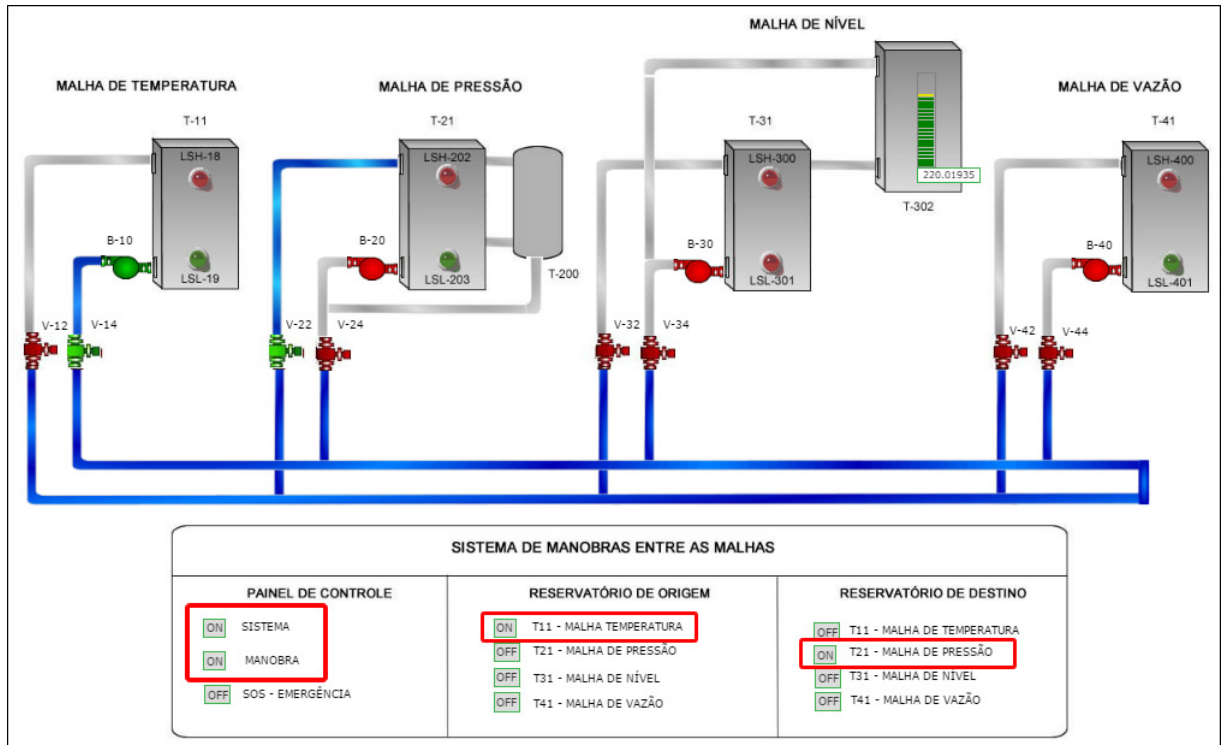 MALHA DE NÍVEL
MALHA DE TEMPERATURA
MALHA DE PRESSÃO
MALHA DE VAZÃO
T-11
T-21
T-31
T-41
LSH-18
LSH-202
LSH-300
LSH-400
220.01935
T-302
B-10
B-20
B-30
B-40
LSL-19
LSL-203
T-200
LSL-301
LSL-401
V-12
V-14
V-22
V-24
V-32
V-34
V-42
V-44
SISTEMA DE MANOBRAS ENTRE AS MALHAS
PAINEL DE CONTROLE
ON SISTEMA
ON MANOBRA
OFF SOS - EMERGÊNCIA
RESERVATÓRIO DE ORIGEM
ON T11 - MALHA TEMPERATURA
OFF T21 - MALHA DE PRESSÃO
OFF T31 - MALHA DE NÍVEL
OFF T41 - MALHA DE VAZÃO
RESERVATÓRIO DE DESTINO
OFF T11 - MALHA DE TEMPERATURA
ON T21 - MALHA DE PRESSÃO
OFF T31 - MALHA DE NÍVEL
OFF T41 - MALHA DE VAZÃO